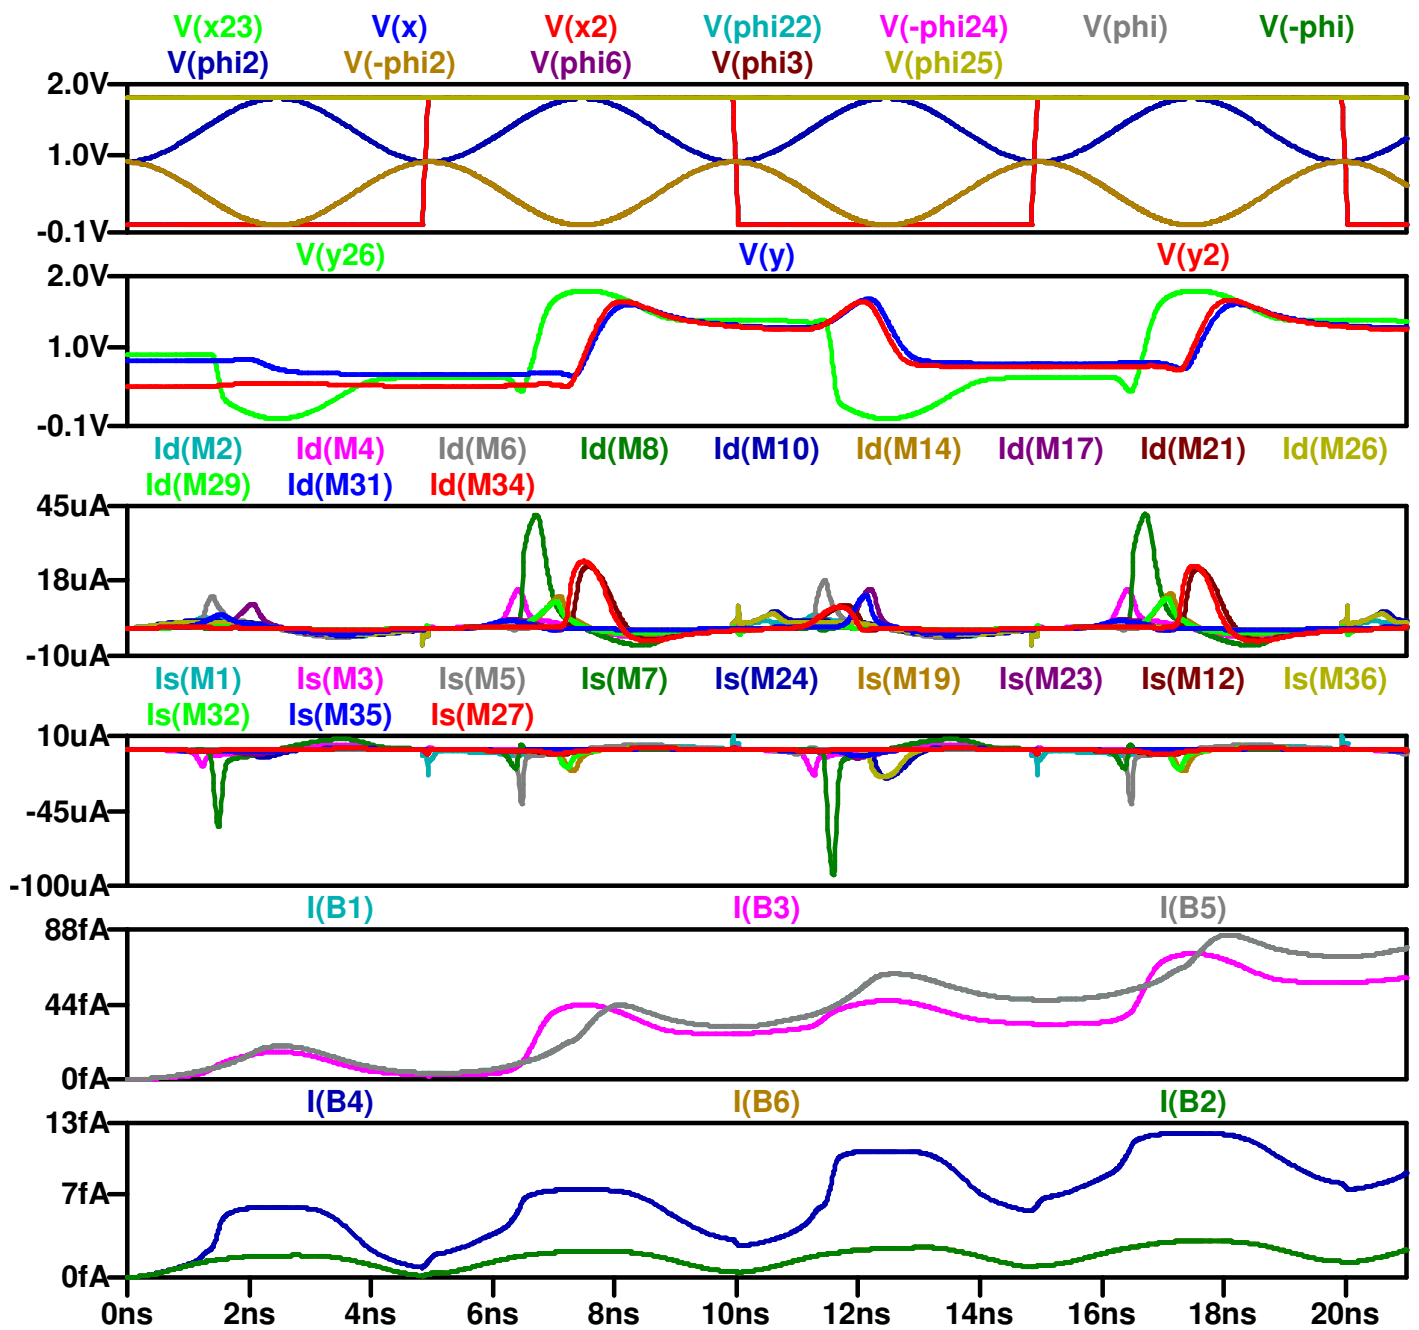 V(x23) V(x) V(x2) V(phi22) V(-phi24) V(phi) V(-phi)
V(phi2) V(-phi2) V(phi6) V(phi3) V(phi25)
2.0V
1.0V
-0.1V
V(y26) V(y) V(y2)
2.0V
1.0V
-0.1V
Id(M2) Id(M4) Id(M6) Id(M8) Id(M10) Id(M14) Id(M17) Id(M21) Id(M26)
Id(M29) Id(M31) Id(M34)
45uA
18uA
-10uA
Is(M1) Is(M3) Is(M5) Is(M7) Is(M24) Is(M19) Is(M23) Is(M12) Is(M36)
Is(M32) Is(M35) Is(M27)
10uA
-45uA
-100uA
I(B1) I(B3) I(B5)
88fA
44fA
0fA
I(B4) I(B6) I(B2)
13fA
7fA
0fA
0ns 2ns 4ns 6ns 8ns 10ns 12ns 14ns 16ns 18ns 20ns